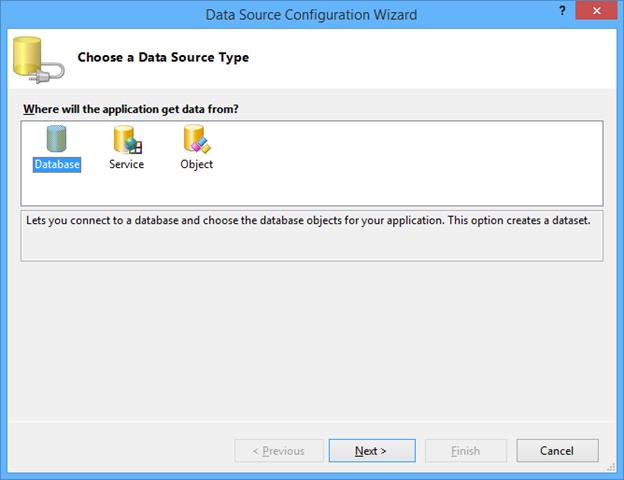 Data Source Configuration Wizard
?
Choose a Data Source Type
Where will the application get data from?
Database Service Object
Lets you connect to a database and choose the database objects for your application. This option creates a dataset.
< Previous Next > Finish Cancel